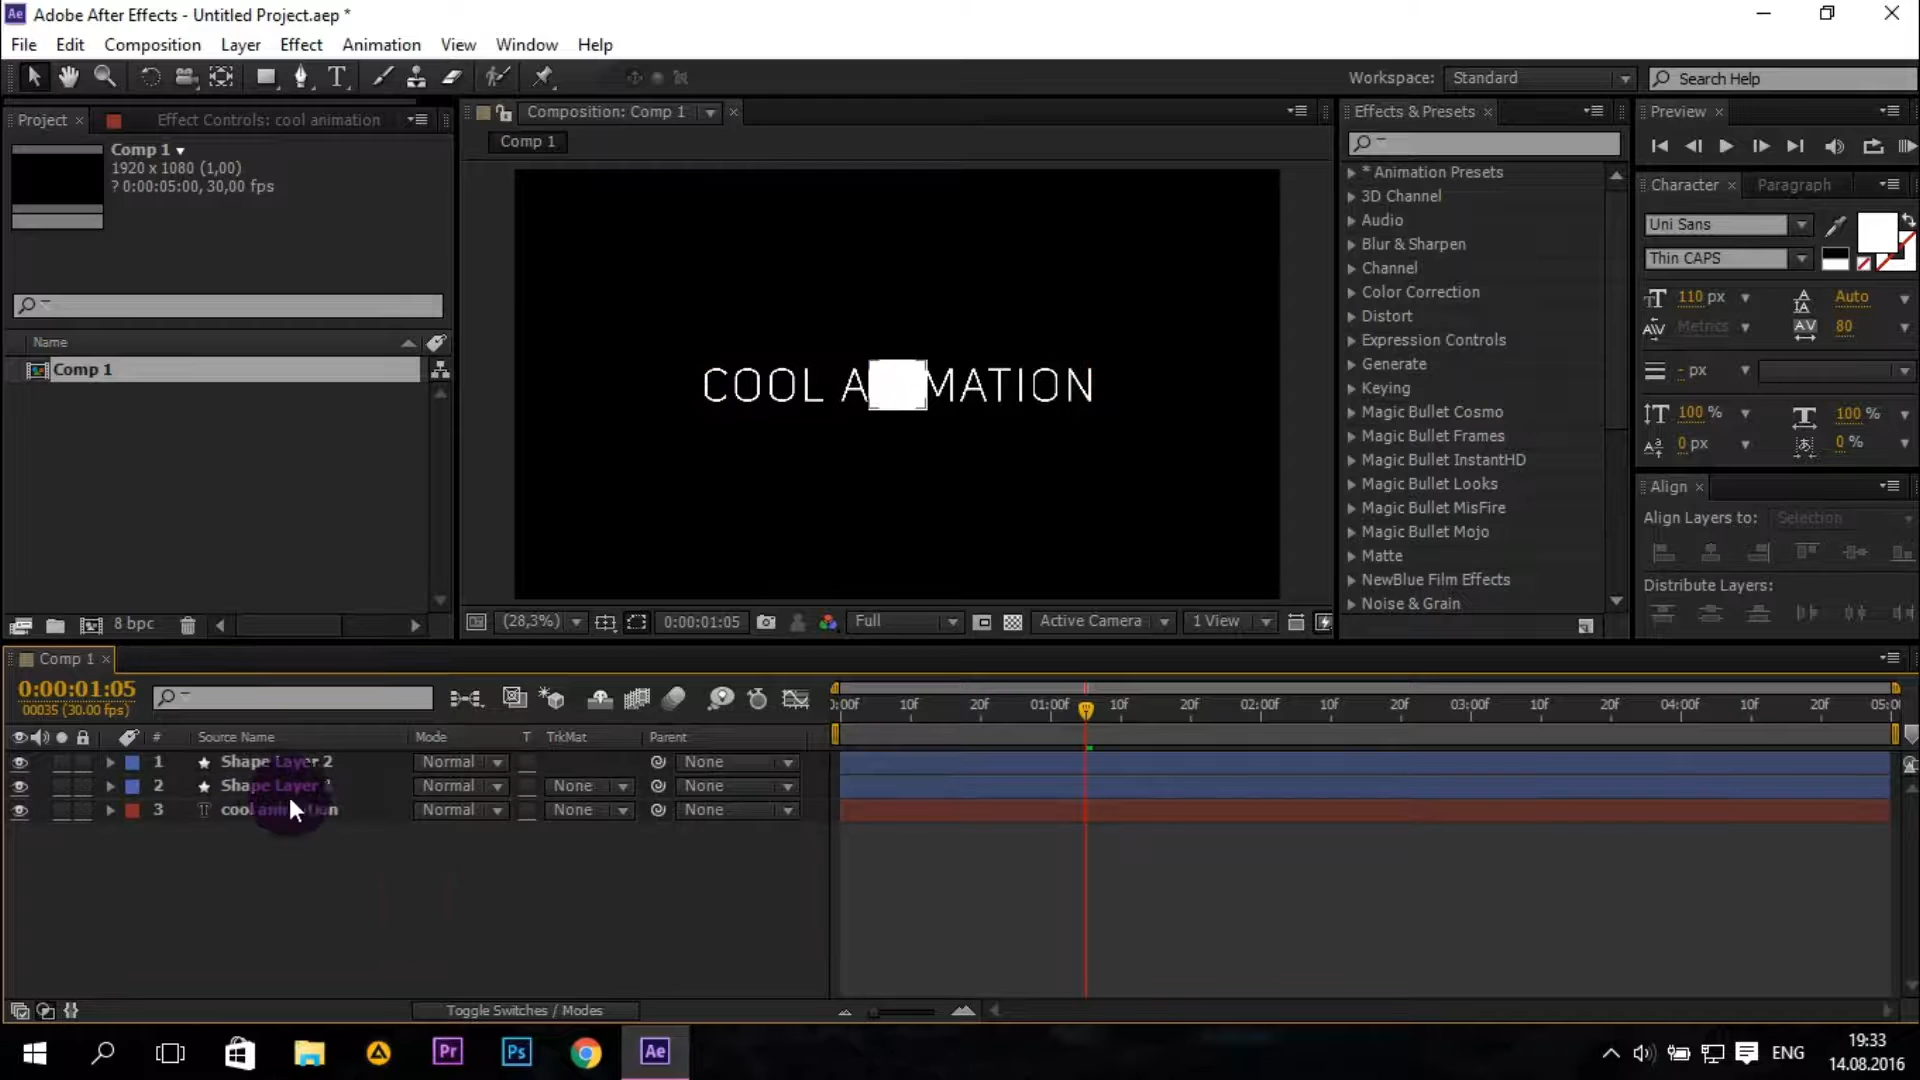 Adobe After Effects - Untitled Project.aep *
File Edit Composition Layer Effect Animation View Window Help
Workspace: Standard Search Help
Project Effect Controls: cool animation
Composition: Comp 1
Effects & Presets
Preview
Comp 1
1920 x 1080 (1,00)
? 0:00:05:00, 30,00 fps
Comp 1
* Animation Presets
3D Channel
Audio
Blur & Sharpen
Channel
Color Correction
Distort
Expression Controls
Generate
Keying
Magic Bullet Cosmo
Magic Bullet Frames
Magic Bullet InstantHD
Magic Bullet Looks
Magic Bullet MisFire
Magic Bullet Mojo
Matte
NewBlue Film Effects
Noise & Grain
Character Paragraph
Uni Sans
Thin CAPS
110 px Auto
Metrics 80
- px
100 % 100 %
0 px 0 %
Align
Align Layers to: Selection
Distribute Layers:
Name
Comp 1
COOL A MATION
8 bpc
(28,3%) 0:00:01:05 Full Active Camera 1 View
Comp 1
0:00:01:05
00035 (30.00 fps)
):00f 10f 20f 01:00f 10f 20f 02:00f 10f 20f 03:00f 10f 20f 04:00f 10f 20f 05:0
# Source Name Mode T TrkMat Parent
1 Shape Layer 2 Normal None
2 Shape Layer 1 Normal None None
3 cool animation Normal None None
Toggle Switches / Modes
Pr Ps Ae
ENG
19:33
14.08.2016